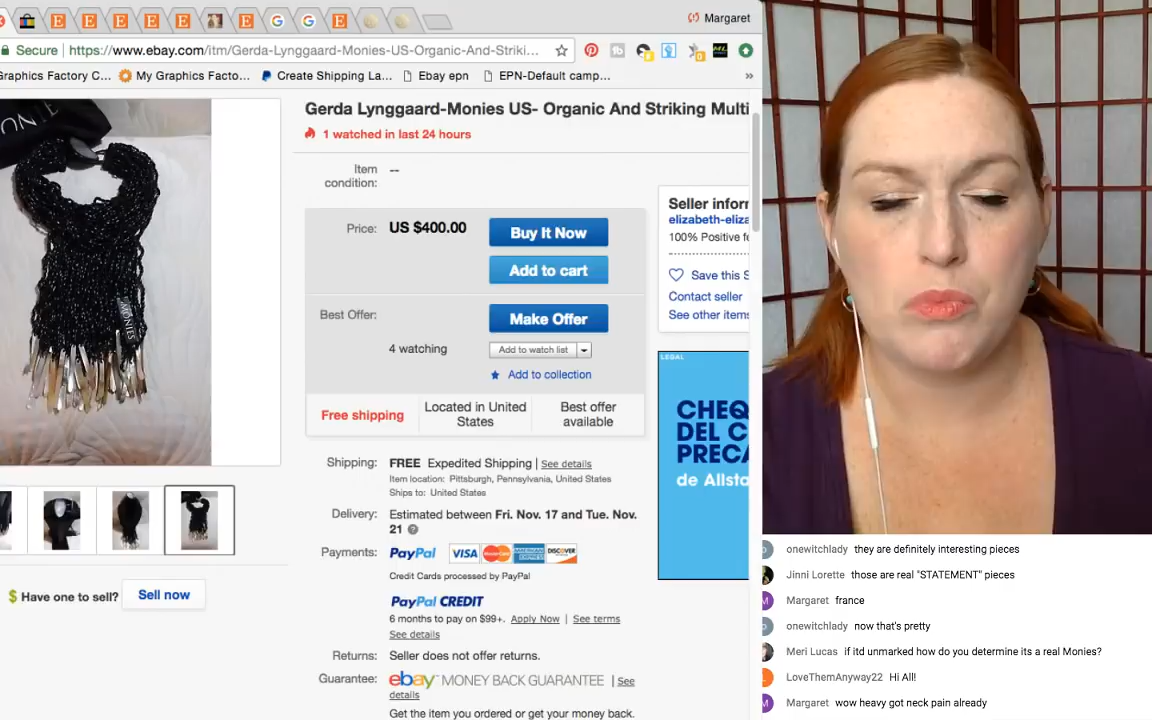 Margaret
Secure | https://www.ebay.com/itm/Gerda-Lynggaard-Monies-US-Organic-And-Striki...
Graphics Factory C...
My Graphics Facto...
Create Shipping La...
Ebay epn
EPN-Default camp...
»
Gerda Lynggaard-Monies US- Organic And Striking Multi
1 watched in last 24 hours
Item condition: --
Price: US $400.00
Buy It Now
Add to cart
Best Offer:
Make Offer
4 watching
Add to watch list
Add to collection
Free shipping
Located in United States
Best offer available
Seller infor
elizabeth-eliza
100% Positive fe
Save this S
Contact seller
See other items
LEGAL
CHEQ
DEL C
PRECA
de Allsta
MONIES
Shipping: FREE Expedited Shipping | See details
Item location: Pittsburgh, Pennsylvania, United States
Ships to: United States
Delivery: Estimated between Fri. Nov. 17 and Tue. Nov.
21
Payments: PayPal VISA MasterCard DISCOVER
Credit Cards processed by PayPal
PayPal CREDIT
6 months to pay on $99+. Apply Now | See terms
See details
Returns: Seller does not offer returns.
Guarantee: ebay MONEY BACK GUARANTEE | See
details
Get the item you ordered or get your money back.
$ Have one to sell? Sell now
onewitchlady they are definitely interesting pieces
Jinni Lorette those are real "STATEMENT" pieces
Margaret france
onewitchlady now that's pretty
Meri Lucas if itd unmarked how do you determine its a real Monies?
LoveThemAnyway22 Hi All!
Margaret wow heavy got neck pain already